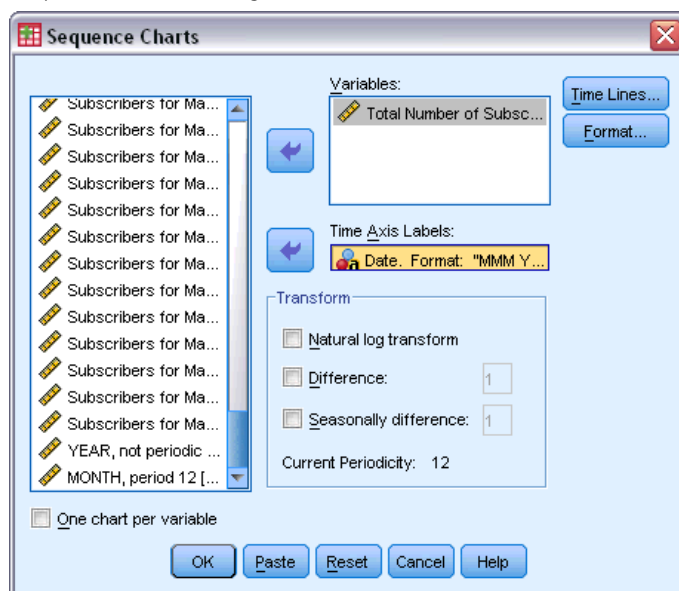 Sequence Charts
Subscribers for Ma...
Subscribers for Ma...
Subscribers for Ma...
Subscribers for Ma...
Subscribers for Ma...
Subscribers for Ma...
Subscribers for Ma...
Subscribers for Ma...
Subscribers for Ma...
Subscribers for Ma...
Subscribers for Ma...
Subscribers for Ma...
Subscribers for Ma...
YEAR, not periodic ...
MONTH, period 12 [...
One chart per variable
Variables:
Total Number of Subsc...
Time Axis Labels:
Date. Format: "MMM Y...
Transform
Natural log transform
Difference: 1
Seasonally difference: 1
Current Periodicity: 12
Time Lines...
Format...
OK Paste Reset Cancel Help